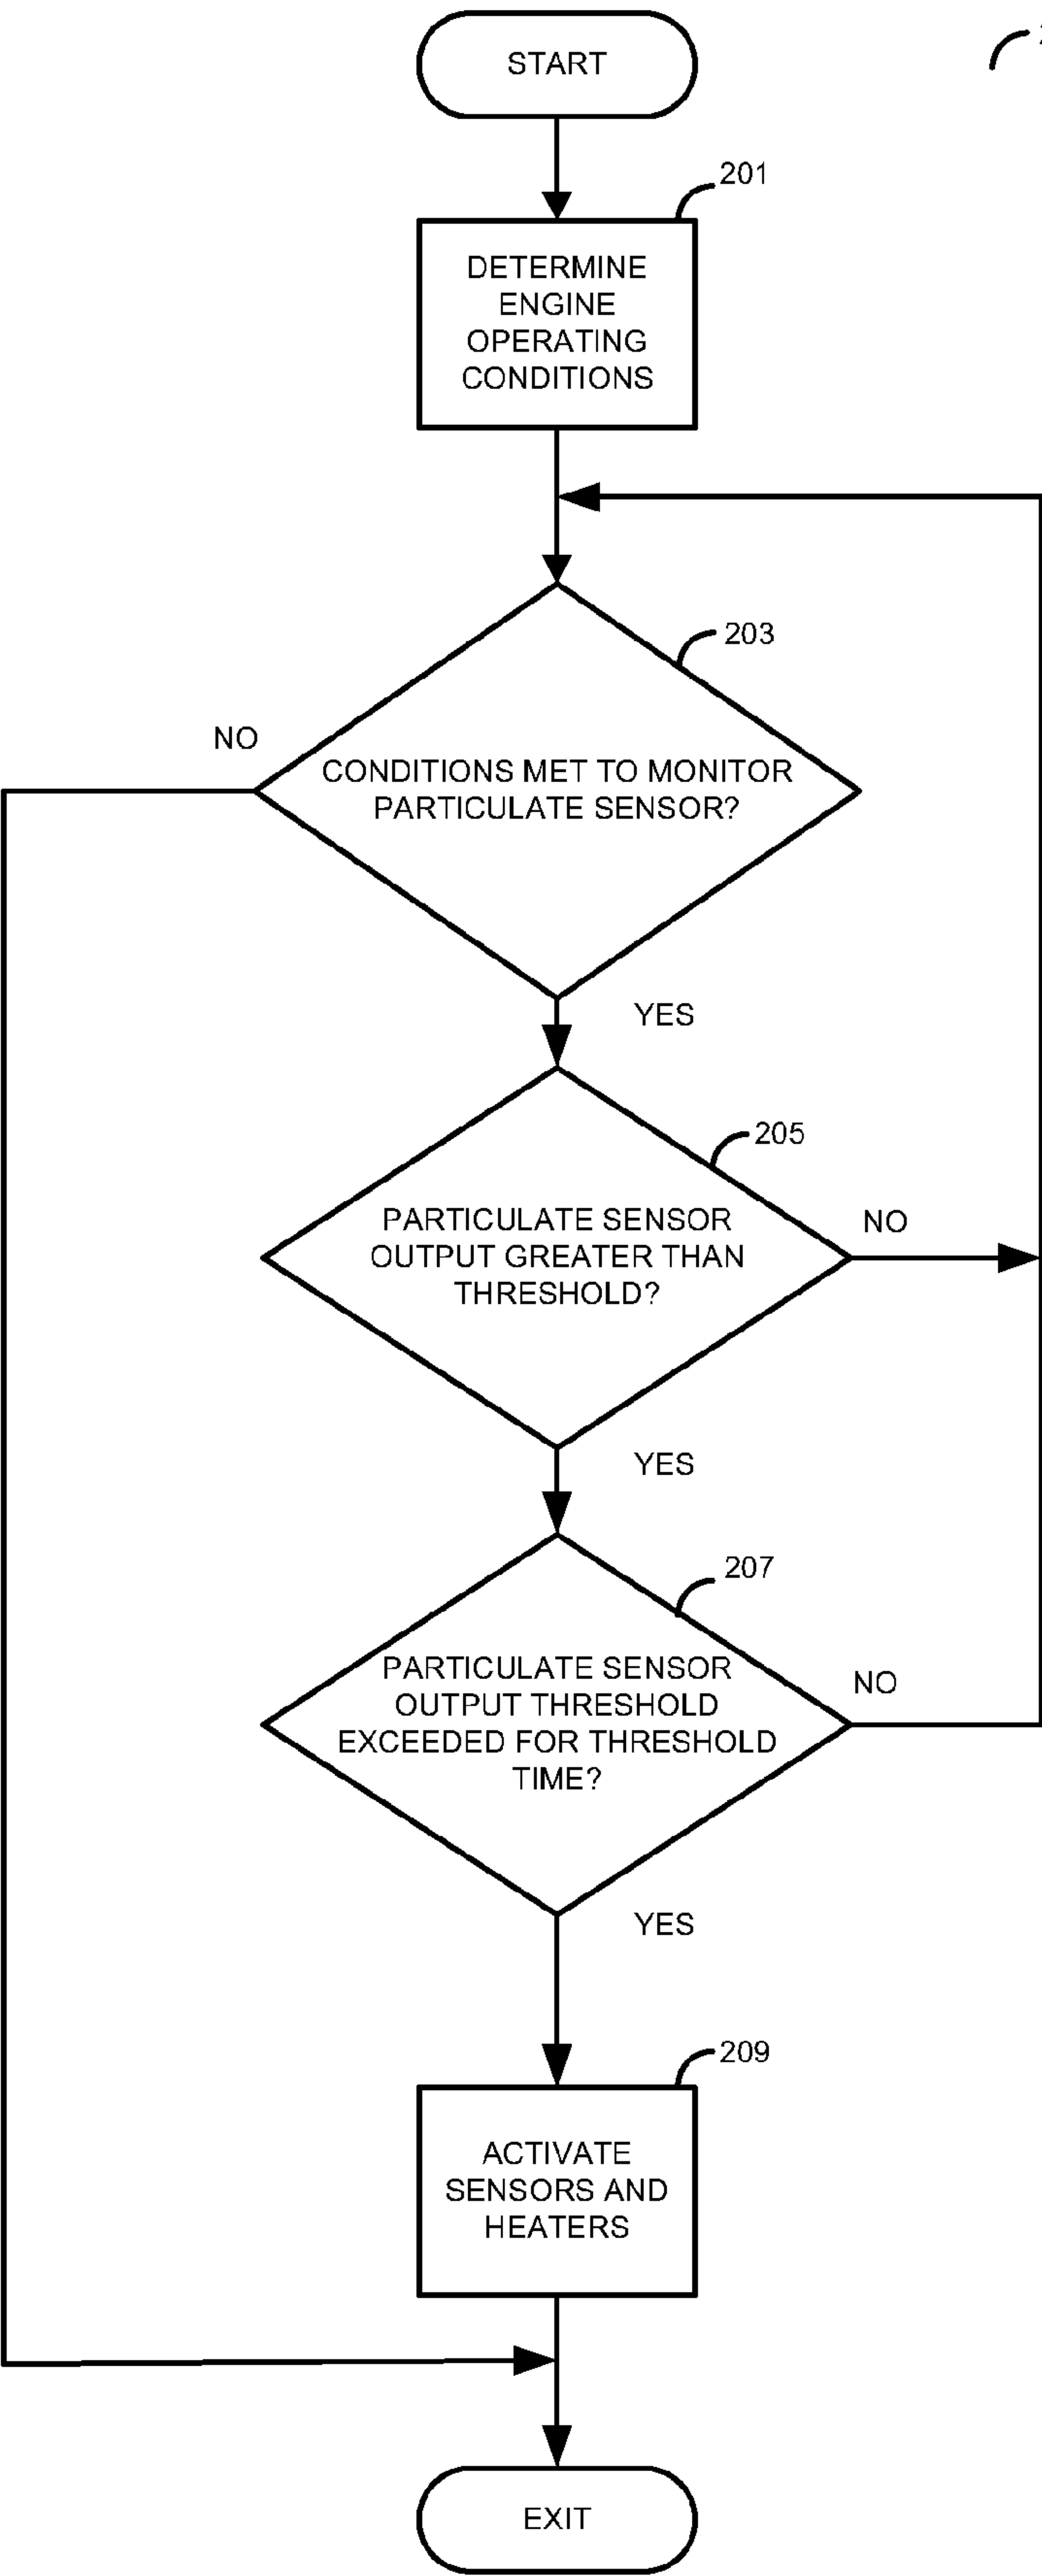 START
201
DETERMINE
ENGINE
OPERATING
CONDITIONS
203
NO
CONDITIONS MET TO MONITOR
PARTICULATE SENSOR?
YES
205
PARTICULATE SENSOR
OUTPUT GREATER THAN
THRESHOLD?
NO
YES
207
PARTICULATE SENSOR
OUTPUT THRESHOLD
EXCEEDED FOR THRESHOLD
TIME?
NO
YES
209
ACTIVATE
SENSORS AND
HEATERS
EXIT